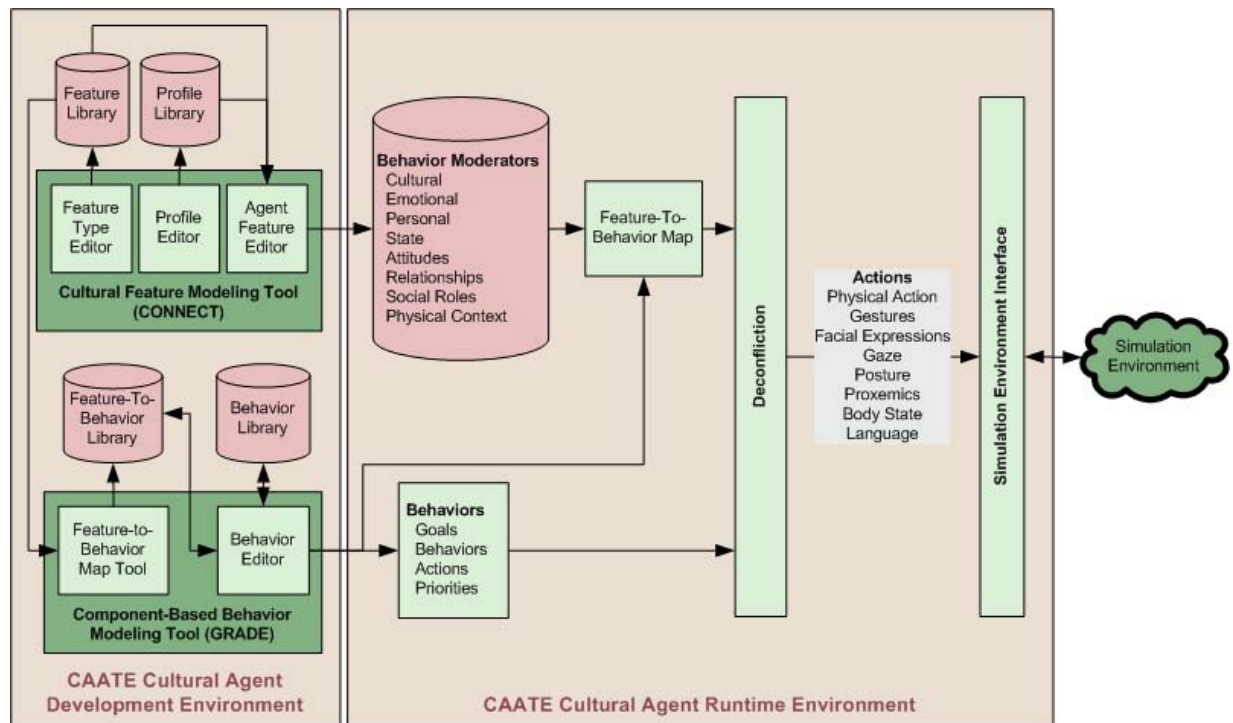 Feature
Library
Profile
Library
Feature
Type
Editor
Profile
Editor
Agent
Feature
Editor
Cultural Feature Modeling Tool
(CONNECT)
Feature-To-
Behavior
Library
Behavior
Library
Feature-to-
Behavior
Map Tool
Behavior
Editor
Component-Based Behavior
Modeling Tool (GRADE)
CAATE Cultural Agent
Development Environment
Behavior Moderators
Cultural
Emotional
Personal
State
Attitudes
Relationships
Social Roles
Physical Context
Feature-To-
Behavior Map
Behaviors
Goals
Behaviors
Actions
Priorities
Deconfliction
Actions
Physical Action
Gestures
Facial Expressions
Gaze
Posture
Proxemics
Body State
Language
Simulation Environment Interface
Simulation
Environment
CAATE Cultural Agent Runtime Environment